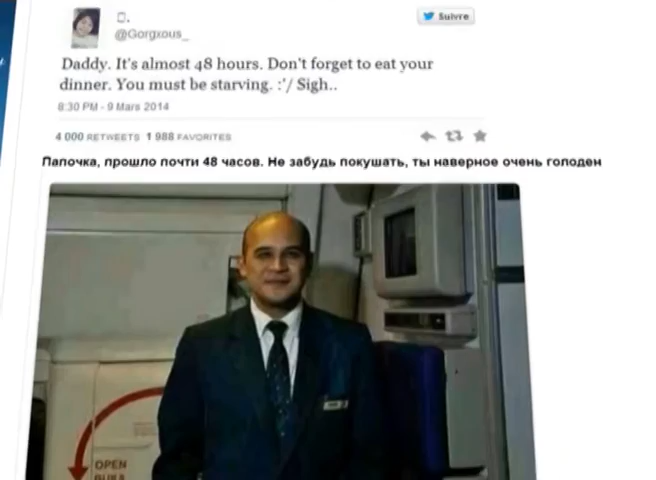 Suivre
@Gorgxous_
Daddy. It's almost 48 hours. Don't forget to eat your
dinner. You must be starving. :'/ Sigh..
8:30 PM - 9 Mars 2014
4 000 RETWEETS 1 988 FAVORITES
Папочка, прошло почти 48 часов. Не забудь покушать, ты наверное очень голоден
OPEN
BUKA